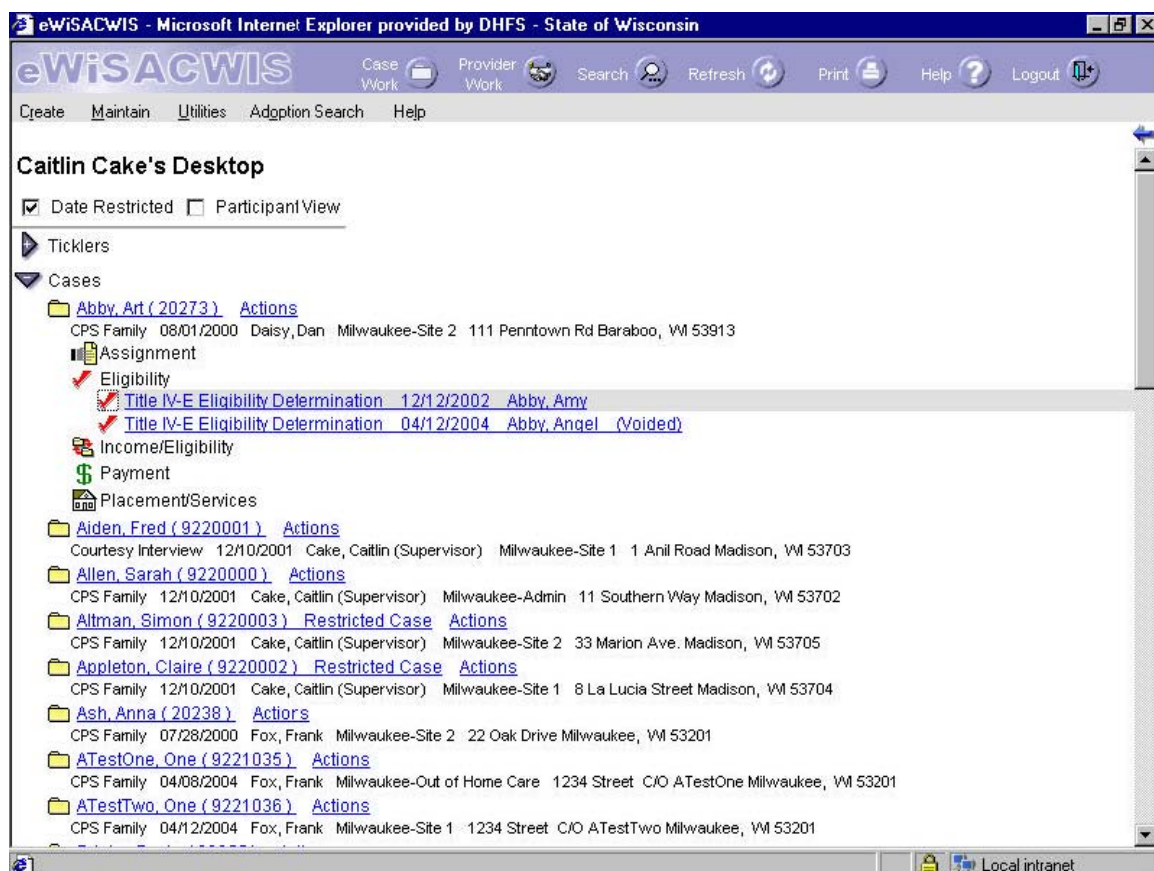 eWiSACWIS - Microsoft Internet Explorer provided by DHFS - State of Wisconsin
eWiSACWIS Case Work Provider Work Search Refresh Print Help Logout
Create Maintain Utilities Adoption Search Help
Caitlin Cake's Desktop
Date Restricted Participant View
Ticklers
Cases
Abby, Art ( 20273 ) Actions
CPS Family 08/01/2000 Daisy, Dan Milwaukee-Site 2 111 Penntown Rd Baraboo, WI 53913
Assignment
Eligibility
Title IV-E Eligibility Determination 12/12/2002 Abby, Amy
Title IV-E Eligibility Determination 04/12/2004 Abby, Angel (Voided)
Income/Eligibility
Payment
Placement/Services
Aiden, Fred ( 9220001 ) Actions
Courtesy Interview 12/10/2001 Cake, Caitlin (Supervisor) Milwaukee-Site 1 1 Anil Road Madison, WI 53703
Allen, Sarah ( 9220000 ) Actions
CPS Family 12/10/2001 Cake, Caitlin (Supervisor) Milwaukee-Admin 11 Southern Way Madison, WI 53702
Altman, Simon ( 9220003 ) Restricted Case Actions
CPS Family 12/10/2001 Cake, Caitlin (Supervisor) Milwaukee-Site 2 33 Marion Ave. Madison, WI 53705
Appleton, Claire ( 9220002 ) Restricted Case Actions
CPS Family 12/10/2001 Cake, Caitlin (Supervisor) Milwaukee-Site 1 8 La Lucia Street Madison, WI 53704
Ash, Anna ( 20238 ) Actions
CPS Family 07/28/2000 Fox, Frank Milwaukee-Site 2 22 Oak Drive Milwaukee, WI 53201
ATestOne, One ( 9221035 ) Actions
CPS Family 04/08/2004 Fox, Frank Milwaukee-Out of Home Care 1234 Street C/O ATestOne Milwaukee, WI 53201
ATestTwo, One ( 9221036 ) Actions
CPS Family 04/12/2004 Fox, Frank Milwaukee-Site 1 1234 Street C/O ATestTwo Milwaukee, WI 53201
Local intranet